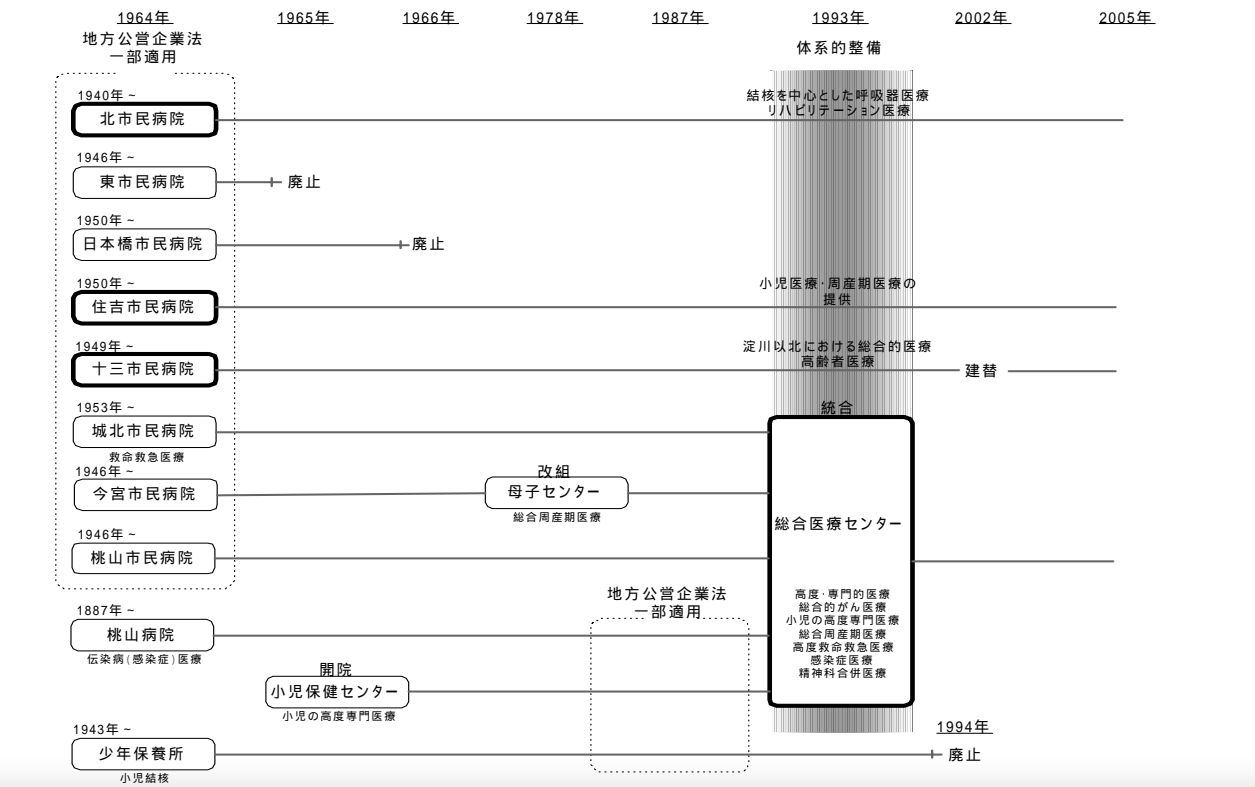 1964年 1965年 1966年 1978年 1987年 1993年 2002年 2005年
地方公営企業法
一部適用
体系的整備
1940年~
北市民病院
結核を中心とした呼吸器医療
リハビリテーション医療
1946年~
東市民病院 廃止
1950年~
日本橋市民病院 廃止
1950年~
住吉市民病院
小児医療・周産期医療の
提供
1949年~
十三市民病院
淀川以北における総合的医療
高齢者医療
建替
1953年~
城北市民病院
救命救急医療
統合
1946年~
今宮市民病院
改組
母子センター
総合周産期医療
総合医療センター
1946年~
桃山市民病院
高度・専門的医療
総合的がん医療
小児の高度専門医療
総合周産期医療
高度救命救急医療
感染症医療
精神科合併医療
地方公営企業法
一部適用
1887年~
桃山病院
伝染病(感染症)医療
開院
小児保健センター
小児の高度専門医療
1943年~
少年保養所
小児結核
1994年
廃止